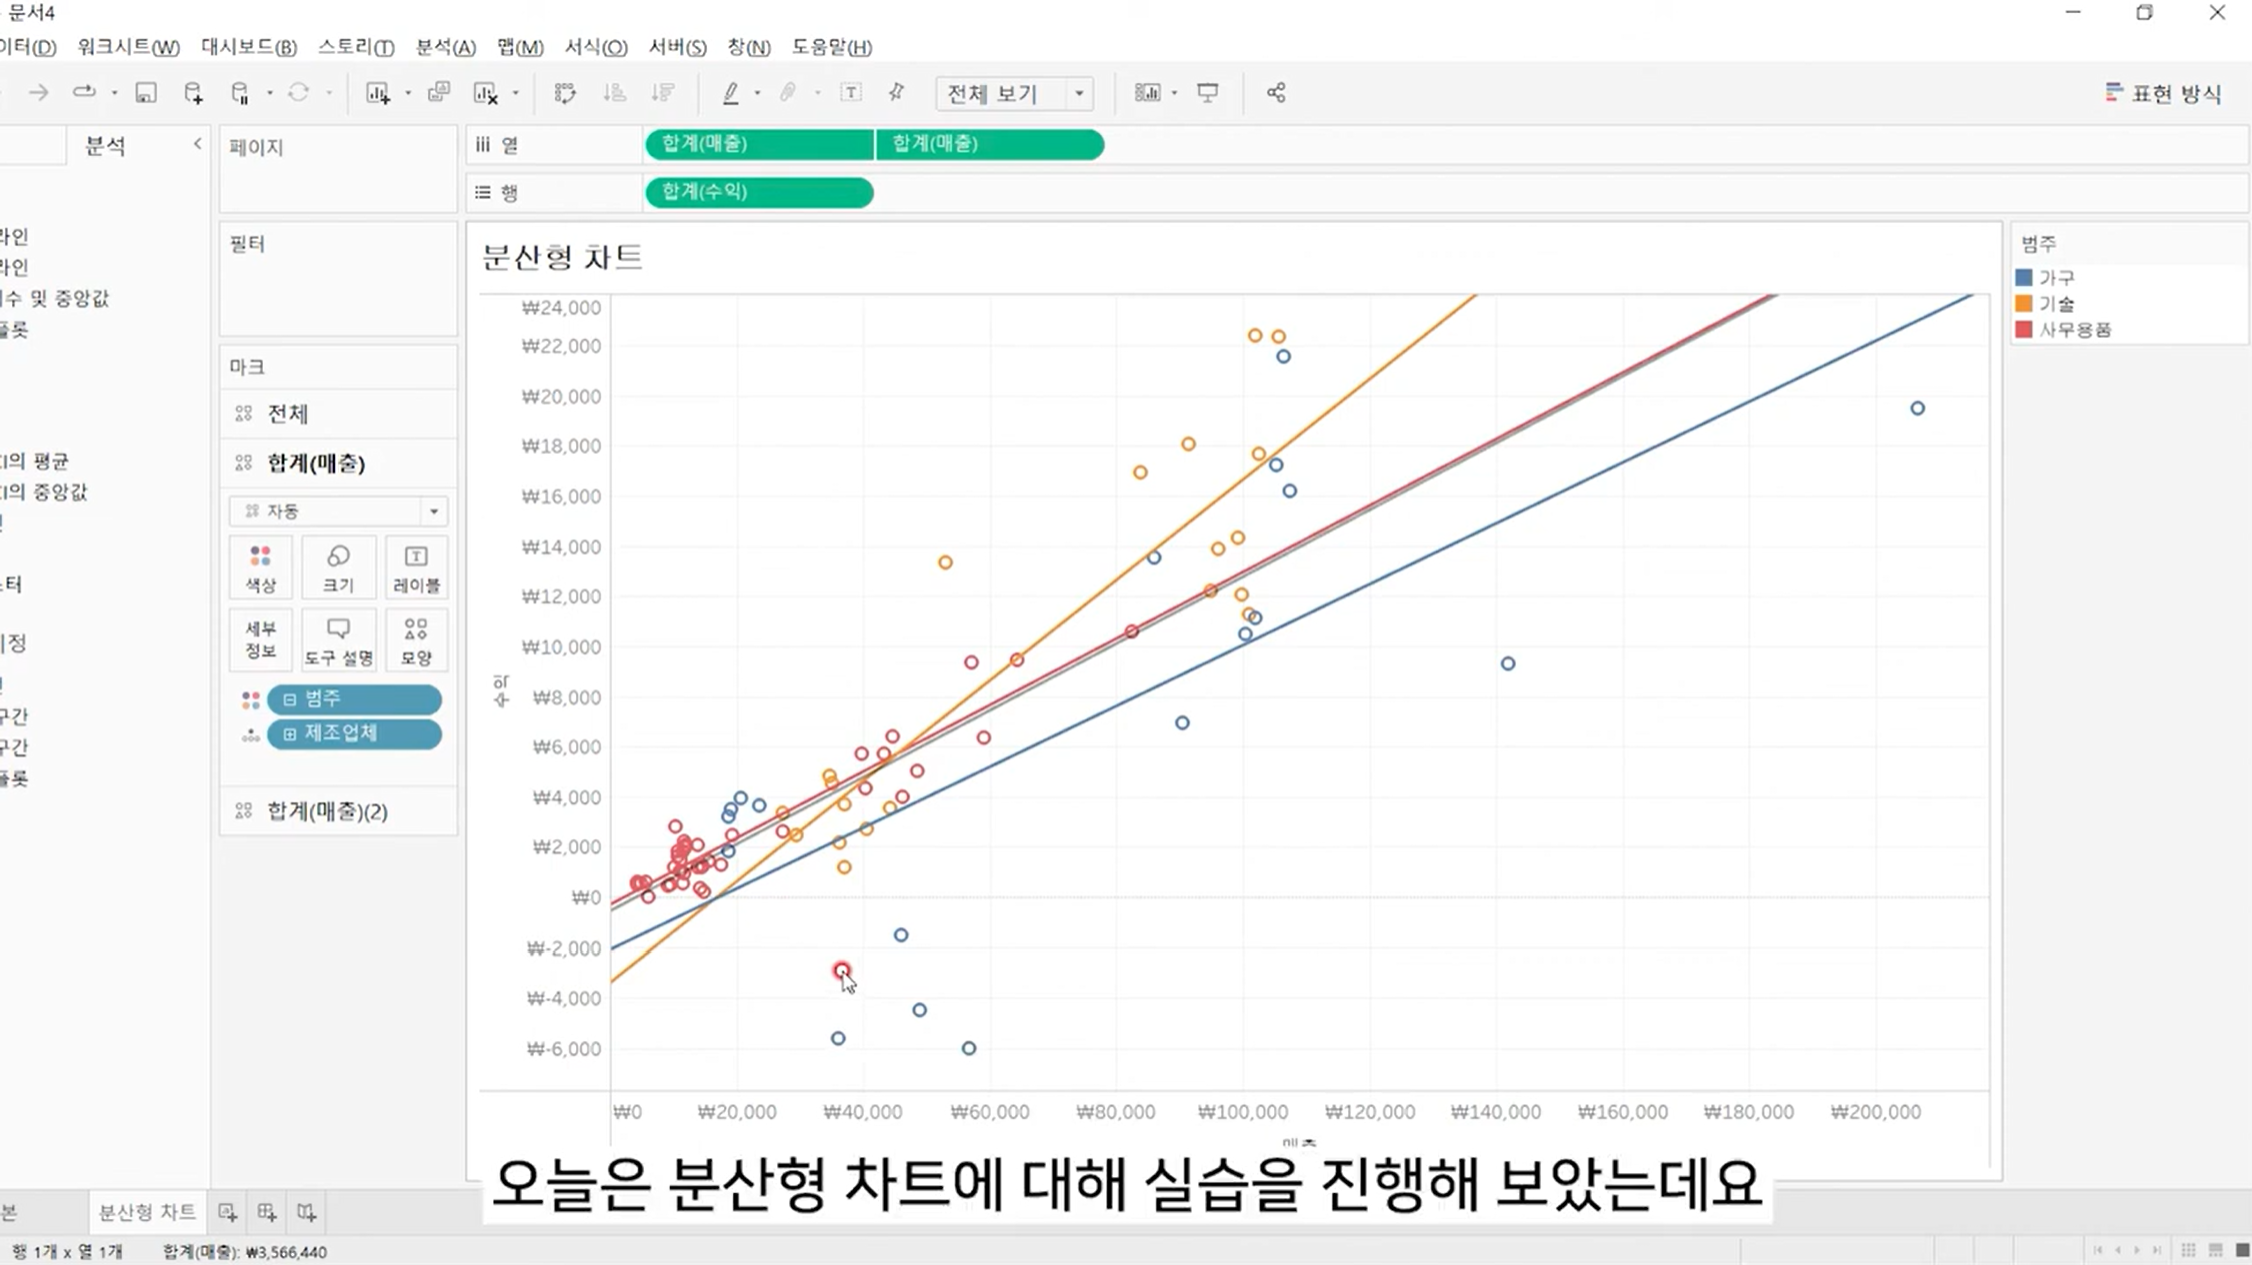 문서4
이터(D) 워크시트(W) 대시보드(B) 스토리(T) 분석(A) 맵(M) 서식(O) 서버(S) 창(N) 도움말(H)
전체 보기
표현 방식
분석
페이지
iii 열 합계(매출) 합계(매출)
행 합계(수익)
라인
라인
수 및 중앙값
플롯
의 평균
의 중앙값
터
정
구간
구간
플롯
필터
마크
전체
합계(매출)
자동
색상 크기 레이블
세부 정보 도구 설명 모양
범주
제조업체
합계(매출)(2)
분산형 차트
₩24,000
₩22,000
₩20,000
₩18,000
₩16,000
₩14,000
₩12,000
₩10,000
₩8,000
₩6,000
₩4,000
₩2,000
₩0
₩-2,000
₩-4,000
₩-6,000
수익
₩0 ₩20,000 ₩40,000 ₩60,000 ₩80,000 ₩100,000 ₩120,000 ₩140,000 ₩160,000 ₩180,000 ₩200,000
범주
가구
기술
사무용품
오늘은 분산형 차트에 대해 실습을 진행해 보았는데요
본 분산형 차트
행 1개 x 열 1개 합계(매출): ₩3,566,440